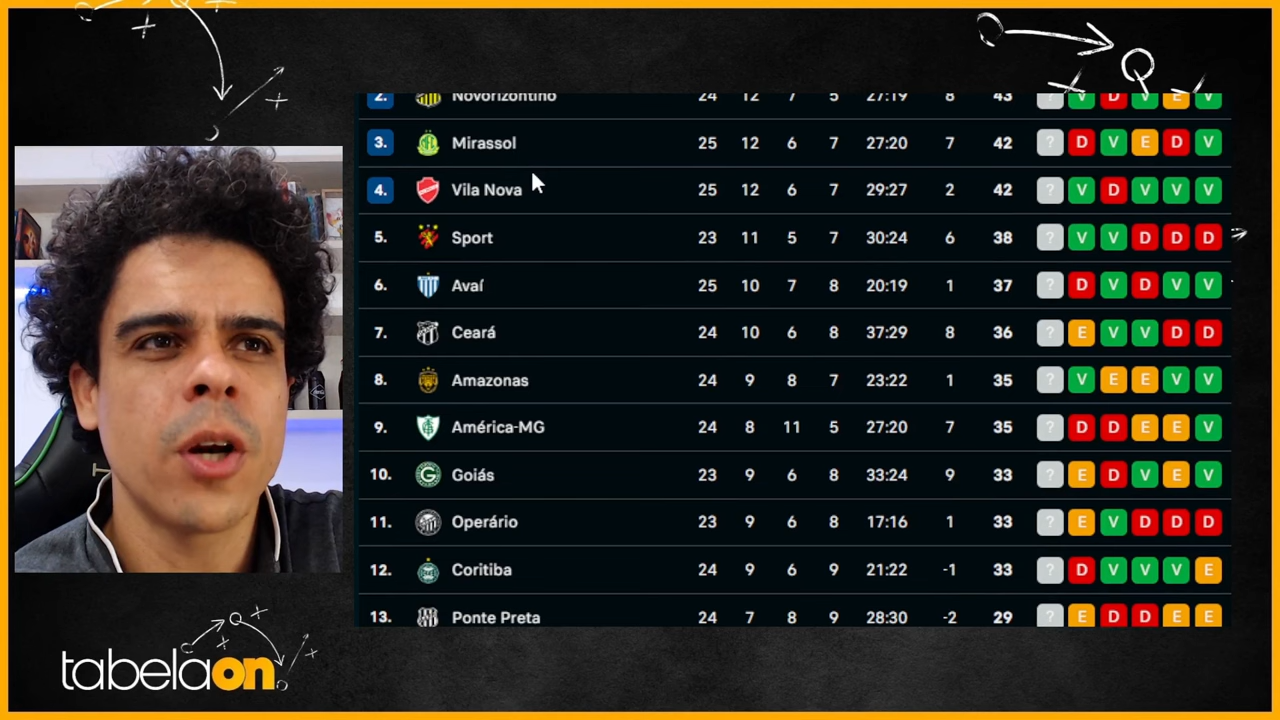 2. Novorizontino 24 12 7 5 27:19 8 43 ? V D V E V
3. Mirassol 25 12 6 7 27:20 7 42 ? D V E D V
4. Vila Nova 25 12 6 7 29:27 2 42 ? V D V V V
5. Sport 23 11 5 7 30:24 6 38 ? V V D D D
6. Avaí 25 10 7 8 20:19 1 37 ? D V D V V
7. Ceará 24 10 6 8 37:29 8 36 ? E V V D D
8. Amazonas 24 9 8 7 23:22 1 35 ? V E E V V
9. América-MG 24 8 11 5 27:20 7 35 ? D D E E V
10. Goiás 23 9 6 8 33:24 9 33 ? E D V E V
11. Operário 23 9 6 8 17:16 1 33 ? E V D D D
12. Coritiba 24 9 6 9 21:22 -1 33 ? D V V V E
13. Ponte Preta 24 7 8 9 28:30 -2 29 ? E D D E E
tabelaon